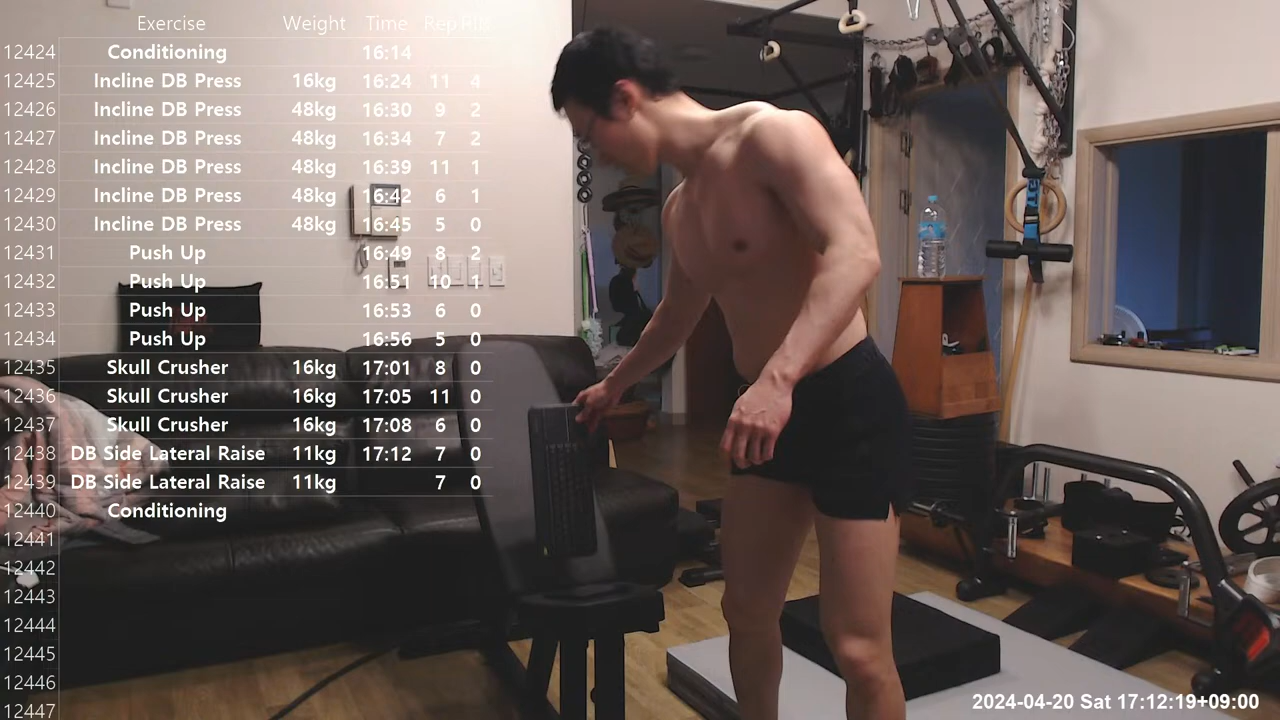 Exercise Weight Time Rep RIR
12424 Conditioning 16:14
12425 Incline DB Press 16kg 16:24 11 4
12426 Incline DB Press 48kg 16:30 9 2
12427 Incline DB Press 48kg 16:34 7 2
12428 Incline DB Press 48kg 16:39 11 1
12429 Incline DB Press 48kg 16:42 6 1
12430 Incline DB Press 48kg 16:45 5 0
12431 Push Up 16:49 8 2
12432 Push Up 16:51 10 1
12433 Push Up 16:53 6 0
12434 Push Up 16:56 5 0
12435 Skull Crusher 16kg 17:01 8 0
12436 Skull Crusher 16kg 17:05 11 0
12437 Skull Crusher 16kg 17:08 6 0
12438 DB Side Lateral Raise 11kg 17:12 7 0
12439 DB Side Lateral Raise 11kg 7 0
12440 Conditioning
12441
12442
12443
12444
12445
12446
12447
2024-04-20 Sat 17:12:19+09:00